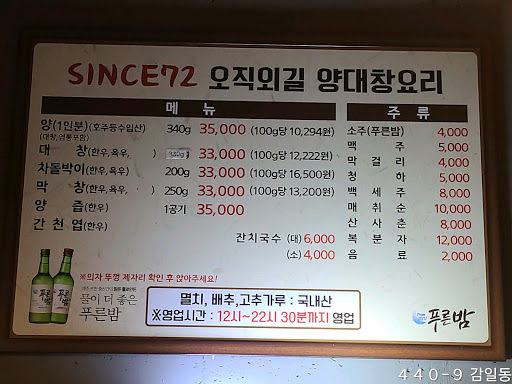 SINCE72 오직외길 양대창요리
메 뉴
양(1인분)(호주등수입산) 340g 35,000 (100g당 10,294원)
(대창,염통포함)
대 창(한우,육우, 33,000 (100g당 12,222원)
차돌박이(한우,육우) 200g 33,000 (100g당 16,500원)
막 창(한우,육우) 250g 33,000 (100g당 13,200원)
양 즙(한우) 1공기 35,000
간 천엽(한우)
잔치국수 (대) 6,000
(소) 4,000
주 류
소주(푸른밤) 4,000
맥 주 5,000
막 걸 리 4,000
청 하 5,000
백 세 주 8,000
매 취 순 10,000
산 사 춘 8,000
복 분 자 12,000
음 료 2,000
※의자 뚜껑 제자리 확인 후 앉아주세요!
물이 더 좋은
푸른밤
멸치, 배추,고추가루 : 국내산
※영업시간 : 12시~22시 30분까지 영업
푸른밤
440-9 감일동